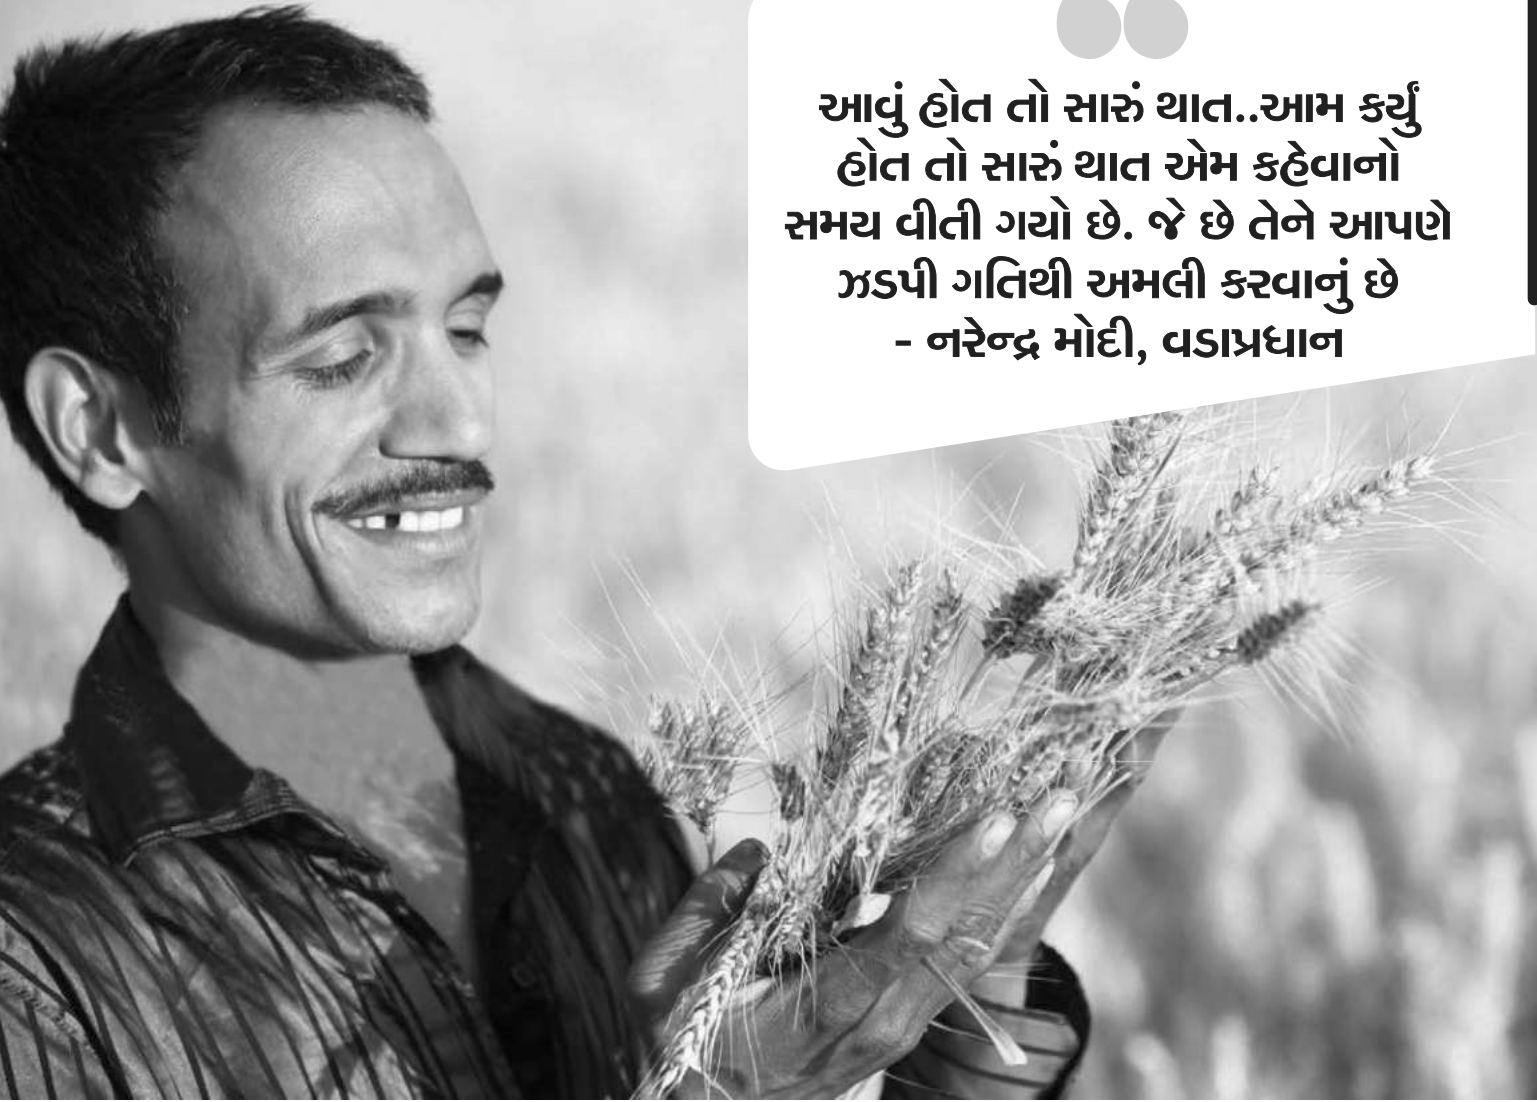 આવું હોત તો સારું થાત..આમ કર્યું
હોત તો સારું થાત એમ કહેવાનો
સમય વીતી ગયો છે. જે છે તેને આપણે
ઝડપી ગતિથી અમલી કરવાનું છે
- નરેન્દ્ર મોદી, વડાપ્રધાન